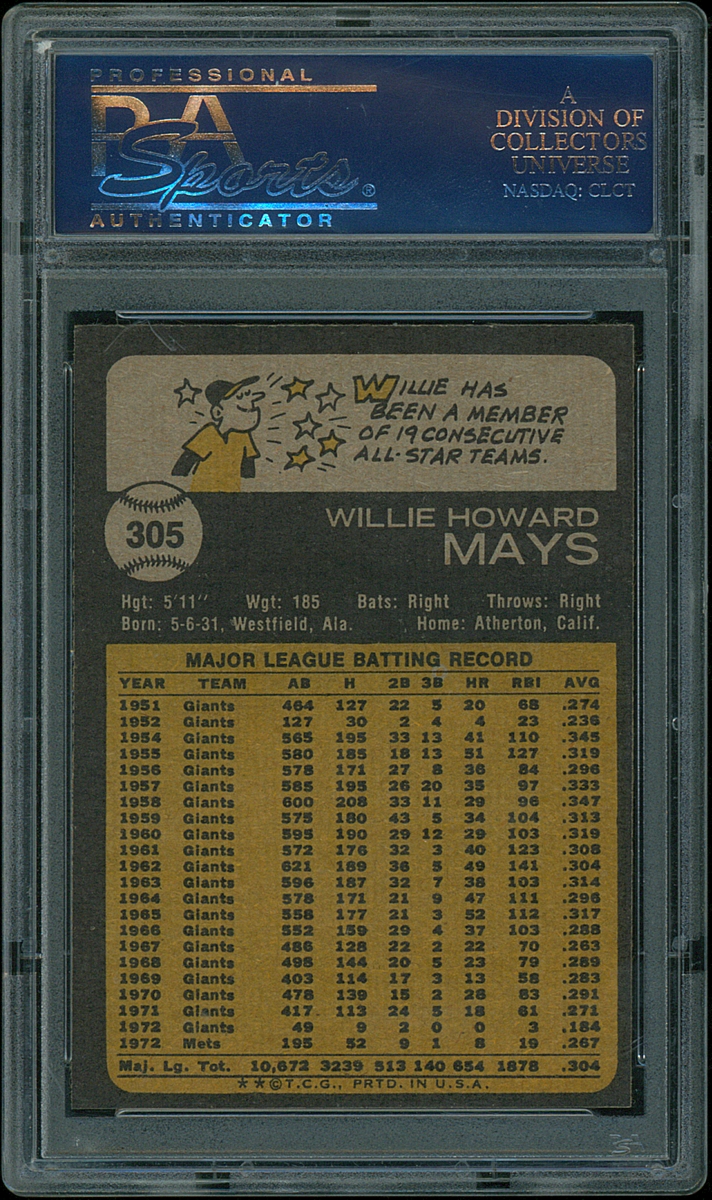 PROFESSIONAL
PSA
Sports®
AUTHENTICATOR
A
DIVISION OF
COLLECTORS
UNIVERSE
NASDAQ: CLCT
WILLIE HAS
BEEN A MEMBER
OF 19 CONSECUTIVE
ALL-STAR TEAMS.
305
WILLIE HOWARD
MAYS
Hgt: 5'11" Wgt: 185 Bats: Right Throws: Right
Born: 5-6-31, Westfield, Ala. Home: Atherton, Calif.
MAJOR LEAGUE BATTING RECORD
YEAR TEAM AB H 2B 3B HR RBI AVG
1951 Giants 464 127 22 5 20 68 .274
1952 Giants 127 30 2 4 4 23 .236
1954 Giants 565 195 33 13 41 110 .345
1955 Giants 580 185 18 13 51 127 .319
1956 Giants 578 171 27 8 36 84 .296
1957 Giants 585 195 26 20 35 97 .333
1958 Giants 600 208 33 11 29 96 .347
1959 Giants 575 180 43 5 34 104 .313
1960 Giants 595 190 29 12 29 103 .319
1961 Giants 572 176 32 3 40 123 .308
1962 Giants 621 189 36 5 49 141 .304
1963 Giants 596 187 32 7 38 103 .314
1964 Giants 578 171 21 9 47 111 .296
1965 Giants 558 177 21 3 52 112 .317
1966 Giants 552 159 29 4 37 103 .288
1967 Giants 486 128 22 2 22 70 .263
1968 Giants 498 144 20 5 23 79 .289
1969 Giants 403 114 17 3 13 58 .283
1970 Giants 478 139 15 2 28 83 .291
1971 Giants 417 113 24 5 18 61 .271
1972 Giants 49 9 2 0 0 3 .184
1972 Mets 195 52 9 1 8 19 .267
Maj. Lg. Tot. 10,672 3239 513 140 654 1878 .304
**©T.C.G., PRTD. IN U.S.A.